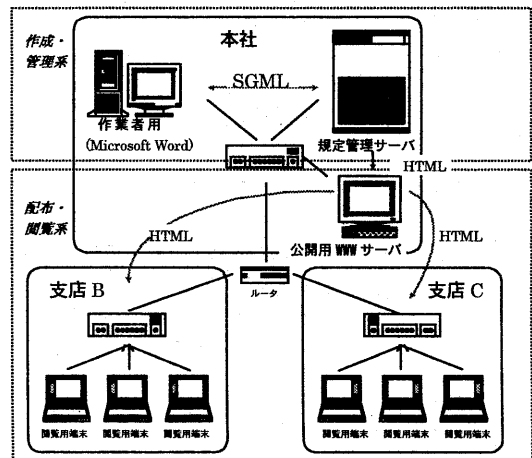 作成・
管理系
本社
SGML
作業者用
(Microsoft Word)
規定管理サーバ
HTML
配布・
閲覧系
HTML
公開用 WWW サーバ
HTML
支店 B
ルータ
支店 C
閲覧用端末 閲覧用端末 閲覧用端末
閲覧用端末 閲覧用端末 閲覧用端末